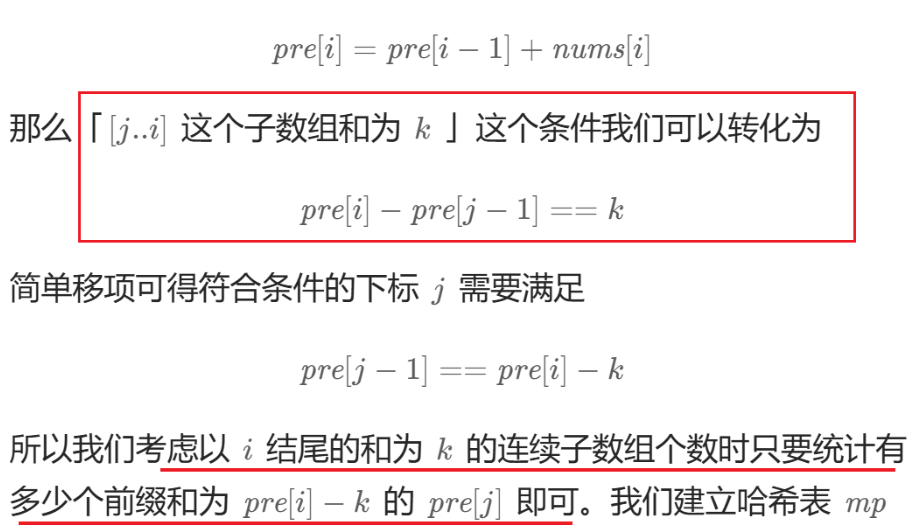 pre[i] = pre[i − 1] + nums[i]
那么「[j..i] 这个子数组和为 k 」这个条件我们可以转化为
pre[i] − pre[j − 1] == k
简单移项可得符合条件的下标 j 需要满足
pre[j − 1] == pre[i] − k
所以我们考虑以 i 结尾的和为 k 的连续子数组个数时只要统计有
多少个前缀和为 pre[i] − k 的 pre[j] 即可。我们建立哈希表 mp